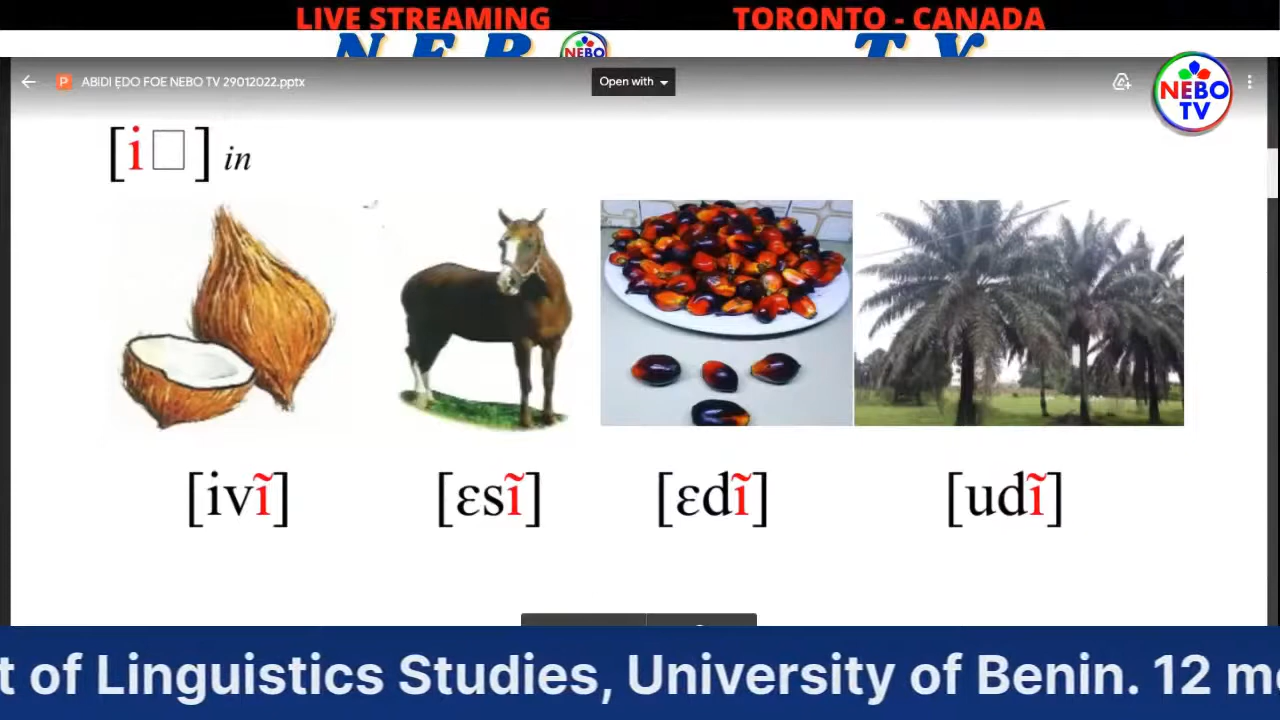 LIVE STREAMING TORONTO - CANADA
NEBO
ABIDI ẸDO FOE NEBO TV 29012022.pptx
Open with
NEBO
TV
[i□] in
[ivĩ] [ɛsĩ] [ɛdĩ] [udĩ]
of Linguistics Studies, University of Benin. 12